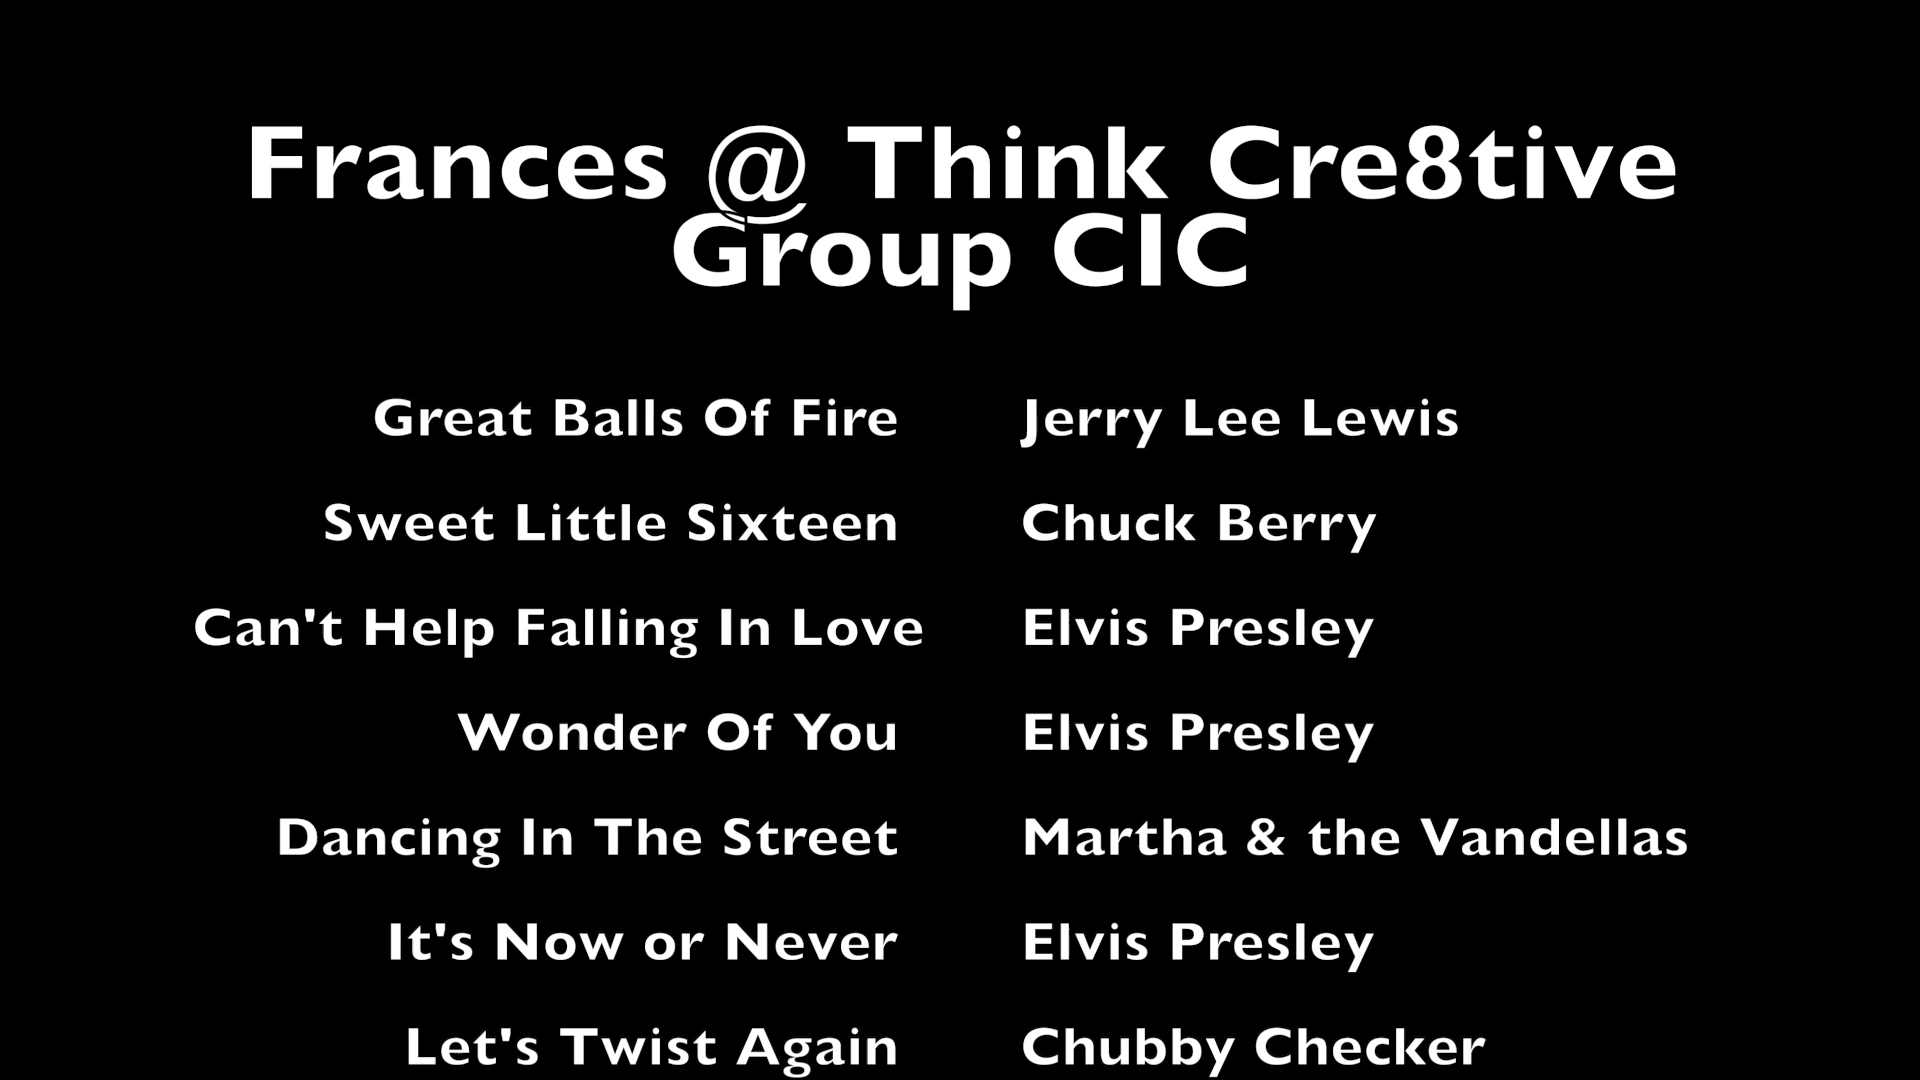 Frances @ Think Cre8tive
Group CIC
Great Balls Of Fire Jerry Lee Lewis
Sweet Little Sixteen Chuck Berry
Can't Help Falling In Love Elvis Presley
Wonder Of You Elvis Presley
Dancing In The Street Martha & the Vandellas
It's Now or Never Elvis Presley
Let's Twist Again Chubby Checker